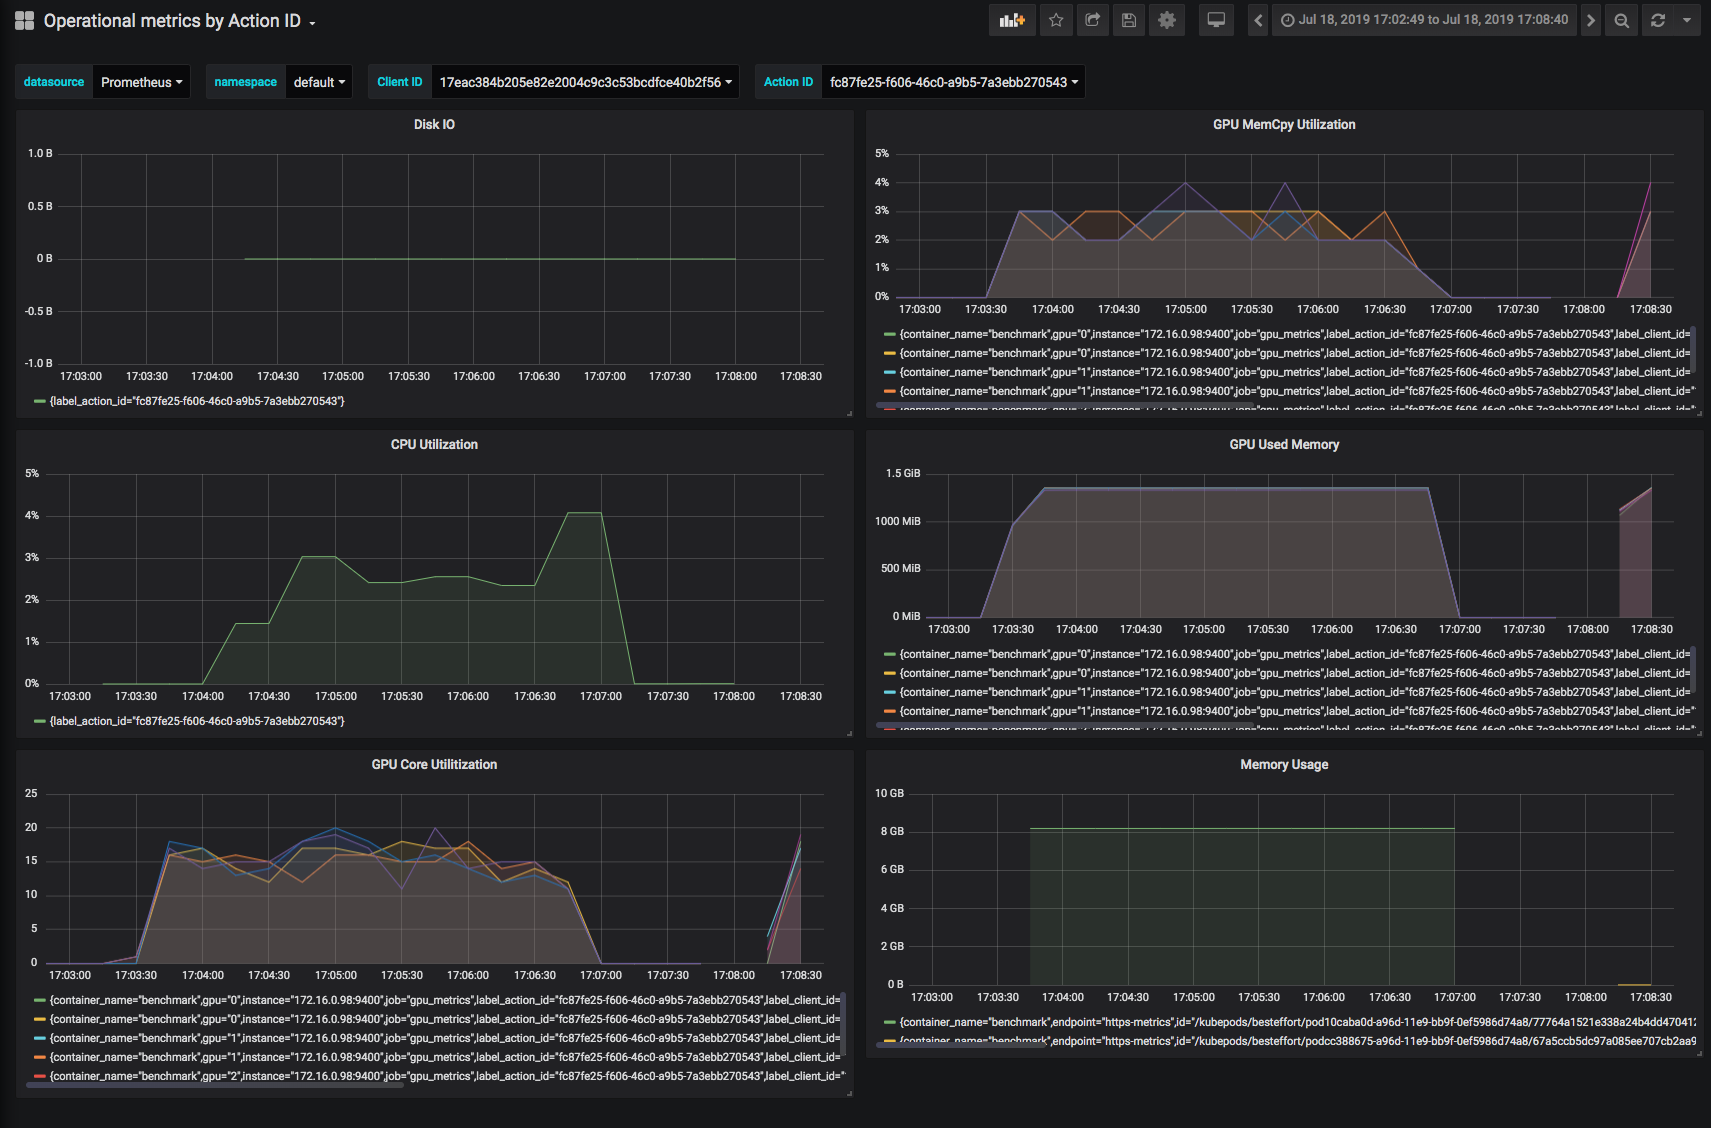 Operational metrics by Action ID
Jul 18, 2019 17:02:49 to Jul 18, 2019 17:08:40
datasource Prometheus namespace default Client ID 17eac384b205e82e2004c9c3c53bcdfce40b2f56 Action ID fc87fe25-f606-46c0-a9b5-7a3ebb270543
Disk IO
1.0 B
0.5 B
0 B
-0.5 B
-1.0 B
17:03:00 17:03:30 17:04:00 17:04:30 17:05:00 17:05:30 17:06:00 17:06:30 17:07:00 17:07:30 17:08:00 17:08:30
{label_action_id="fc87fe25-f606-46c0-a9b5-7a3ebb270543"}
GPU MemCpy Utilization
5%
4%
3%
2%
1%
0%
17:03:00 17:03:30 17:04:00 17:04:30 17:05:00 17:05:30 17:06:00 17:06:30 17:07:00 17:07:30 17:08:00 17:08:30
{container_name="benchmark",gpu="0",instance="172.16.0.98:9400",job="gpu_metrics",label_action_id="fc87fe25-f606-46c0-a9b5-7a3ebb270543",label_client_id=
{container_name="benchmark",gpu="0",instance="172.16.0.98:9400",job="gpu_metrics",label_action_id="fc87fe25-f606-46c0-a9b5-7a3ebb270543",label_client_id=
{container_name="benchmark",gpu="1",instance="172.16.0.98:9400",job="gpu_metrics",label_action_id="fc87fe25-f606-46c0-a9b5-7a3ebb270543",label_client_id=
{container_name="benchmark",gpu="1",instance="172.16.0.98:9400",job="gpu_metrics",label_action_id="fc87fe25-f606-46c0-a9b5-7a3ebb270543",label_client_id="
CPU Utilization
5%
4%
3%
2%
1%
0%
17:03:00 17:03:30 17:04:00 17:04:30 17:05:00 17:05:30 17:06:00 17:06:30 17:07:00 17:07:30 17:08:00 17:08:30
{label_action_id="fc87fe25-f606-46c0-a9b5-7a3ebb270543"}
GPU Used Memory
1.5 GiB
1000 MiB
500 MiB
0 MiB
17:03:00 17:03:30 17:04:00 17:04:30 17:05:00 17:05:30 17:06:00 17:06:30 17:07:00 17:07:30 17:08:00 17:08:30
{container_name="benchmark",gpu="0",instance="172.16.0.98:9400",job="gpu_metrics",label_action_id="fc87fe25-f606-46c0-a9b5-7a3ebb270543",label_client_id=
{container_name="benchmark",gpu="0",instance="172.16.0.98:9400",job="gpu_metrics",label_action_id="fc87fe25-f606-46c0-a9b5-7a3ebb270543",label_client_id=
{container_name="benchmark",gpu="1",instance="172.16.0.98:9400",job="gpu_metrics",label_action_id="fc87fe25-f606-46c0-a9b5-7a3ebb270543",label_client_id=
{container_name="benchmark",gpu="1",instance="172.16.0.98:9400",job="gpu_metrics",label_action_id="fc87fe25-f606-46c0-a9b5-7a3ebb270543",label_client_id="
GPU Core Utilitization
25
20
15
10
5
0
17:03:00 17:03:30 17:04:00 17:04:30 17:05:00 17:05:30 17:06:00 17:06:30 17:07:00 17:07:30 17:08:00 17:08:30
{container_name="benchmark",gpu="0",instance="172.16.0.98:9400",job="gpu_metrics",label_action_id="fc87fe25-f606-46c0-a9b5-7a3ebb270543",label_client_id=
{container_name="benchmark",gpu="0",instance="172.16.0.98:9400",job="gpu_metrics",label_action_id="fc87fe25-f606-46c0-a9b5-7a3ebb270543",label_client_id=
{container_name="benchmark",gpu="1",instance="172.16.0.98:9400",job="gpu_metrics",label_action_id="fc87fe25-f606-46c0-a9b5-7a3ebb270543",label_client_id=
{container_name="benchmark",gpu="1",instance="172.16.0.98:9400",job="gpu_metrics",label_action_id="fc87fe25-f606-46c0-a9b5-7a3ebb270543",label_client_id=
{container_name="benchmark",gpu="2",instance="172.16.0.98:9400",job="gpu_metrics",label_action_id="fc87fe25-f606-46c0-a9b5-7a3ebb270543",label_client_id="
Memory Usage
10 GB
8 GB
6 GB
4 GB
2 GB
0 B
17:03:00 17:03:30 17:04:00 17:04:30 17:05:00 17:05:30 17:06:00 17:06:30 17:07:00 17:07:30 17:08:00 17:08:30
{container_name="benchmark",endpoint="https-metrics",id="/kubepods/besteffort/pod10caba0d-a96d-11e9-bb9f-0ef5986d74a8/77764a1521e338a24b4dd470412
{container_name="benchmark",endpoint="https-metrics",id="/kubepods/besteffort/podcc388675-a96d-11e9-bb9f-0ef5986d74a8/67a5ccb5dc97a085ee707cb2aa9